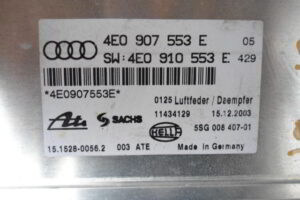 4E0 907 553 E 05
SW:4E0 910 553 E 429
*4E0907553E*
0125 Luftfeder / Daempfer
11434129 15.12.2003
Ate SACHS HELLA 5SG 008 407-01
15.1528-0056.2 003 ATE Made in Germany